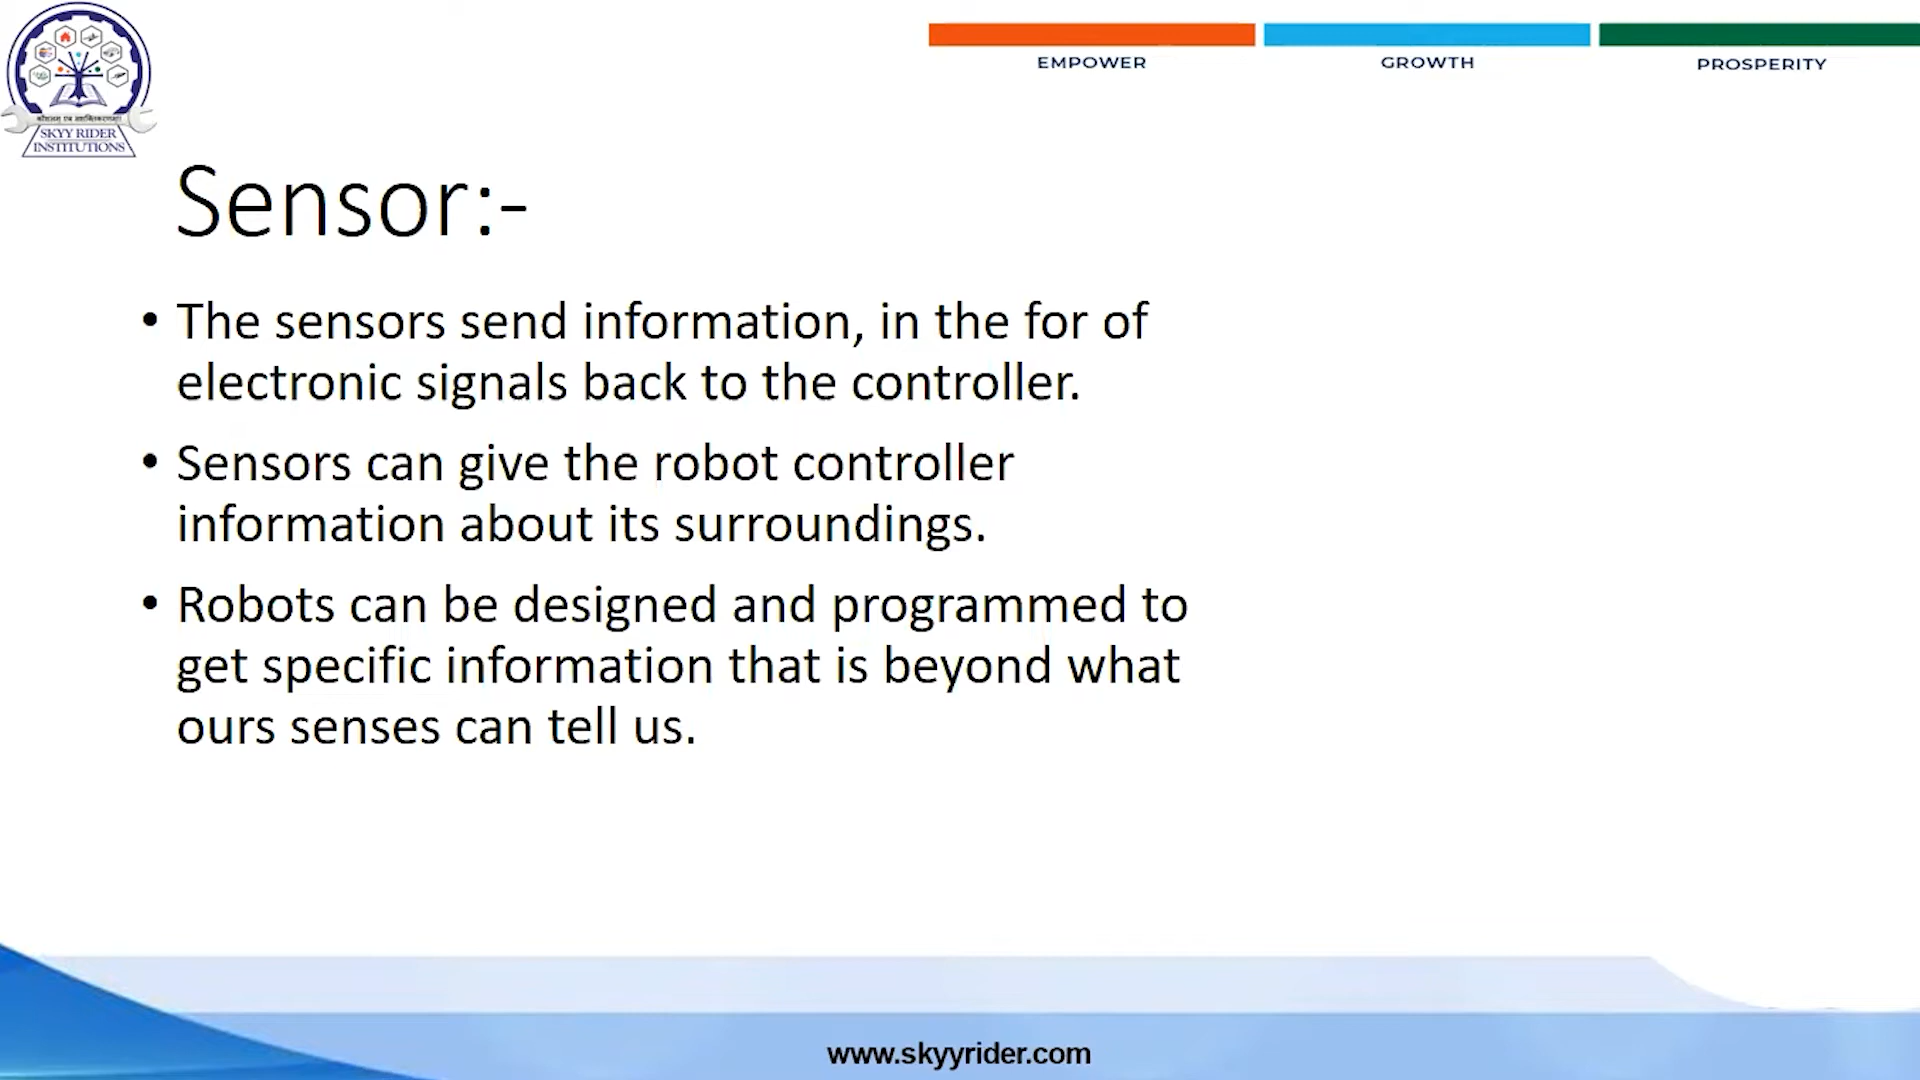 EMPOWER
GROWTH
PROSPERITY
SKYY RIDER
INSTITUTIONS
Sensor:-
• The sensors send information, in the for of
electronic signals back to the controller.
• Sensors can give the robot controller
information about its surroundings.
• Robots can be designed and programmed to
get specific information that is beyond what
ours senses can tell us.
www.skyyrider.com